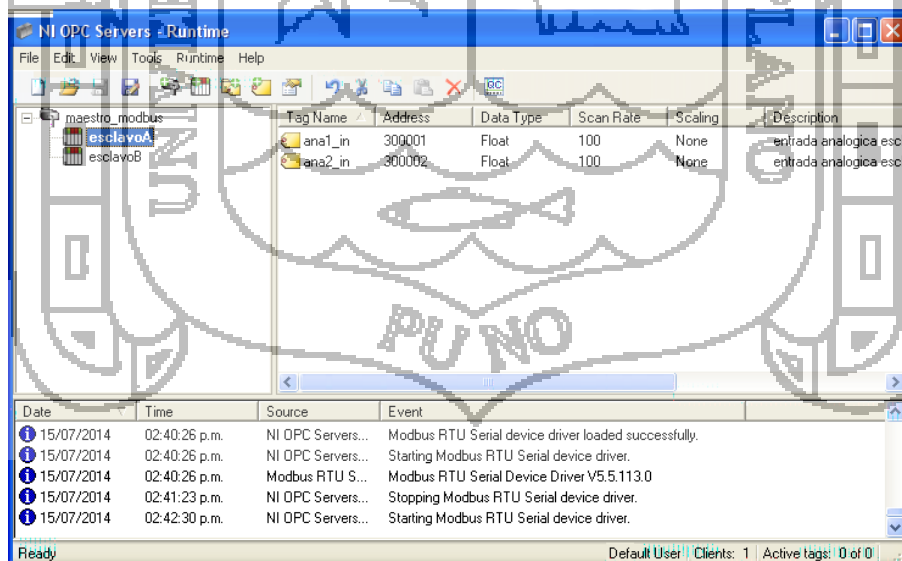 NI OPC Servers - Runtime
File Edit View Tools Runtime Help
maestro_modbus
esclavoA
esclavoB
Tag Name Address Data Type Scan Rate Scaling Description
ana1_in 300001 Float 100 None entrada analogica esc
ana2_in 300002 Float 100 None entrada analogica esc
PUNO
Date Time Source Event
15/07/2014 02:40:26 p.m. NI OPC Servers... Modbus RTU Serial device driver loaded successfully.
15/07/2014 02:40:26 p.m. NI OPC Servers... Starting Modbus RTU Serial device driver.
15/07/2014 02:40:26 p.m. Modbus RTU S... Modbus RTU Serial Device Driver V5.5.113.0
15/07/2014 02:41:23 p.m. NI OPC Servers... Stopping Modbus RTU Serial device driver.
15/07/2014 02:42:30 p.m. NI OPC Servers... Starting Modbus RTU Serial device driver.
Ready Default User Clients: 1 Active tags: 0 of 0